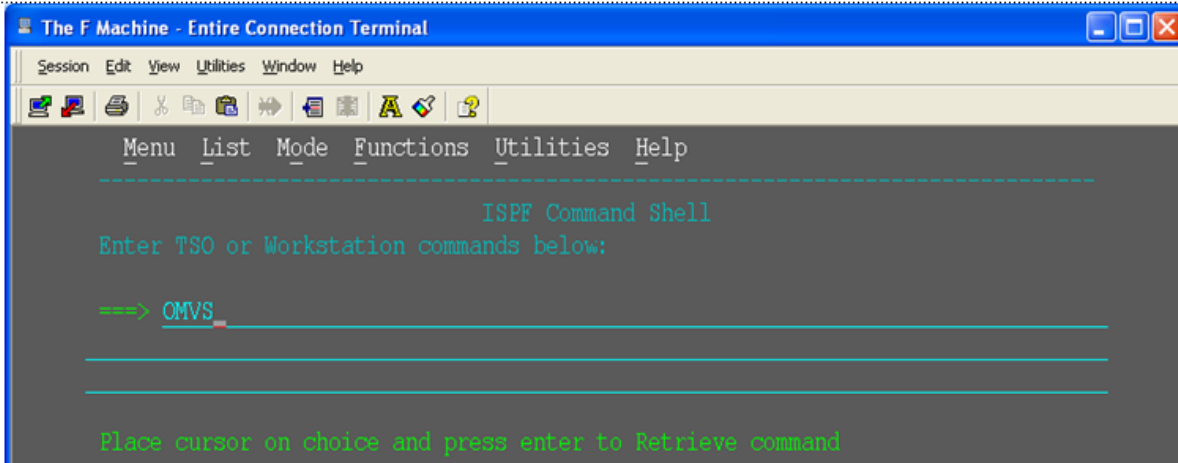 The F Machine - Entire Connection Terminal
Session Edit View Utilities Window Help
Menu List Mode Functions Utilities Help
-------------------------------------------------------------------------------
ISPF Command Shell
Enter TSO or Workstation commands below:
===> OMVS_
Place cursor on choice and press enter to Retrieve command